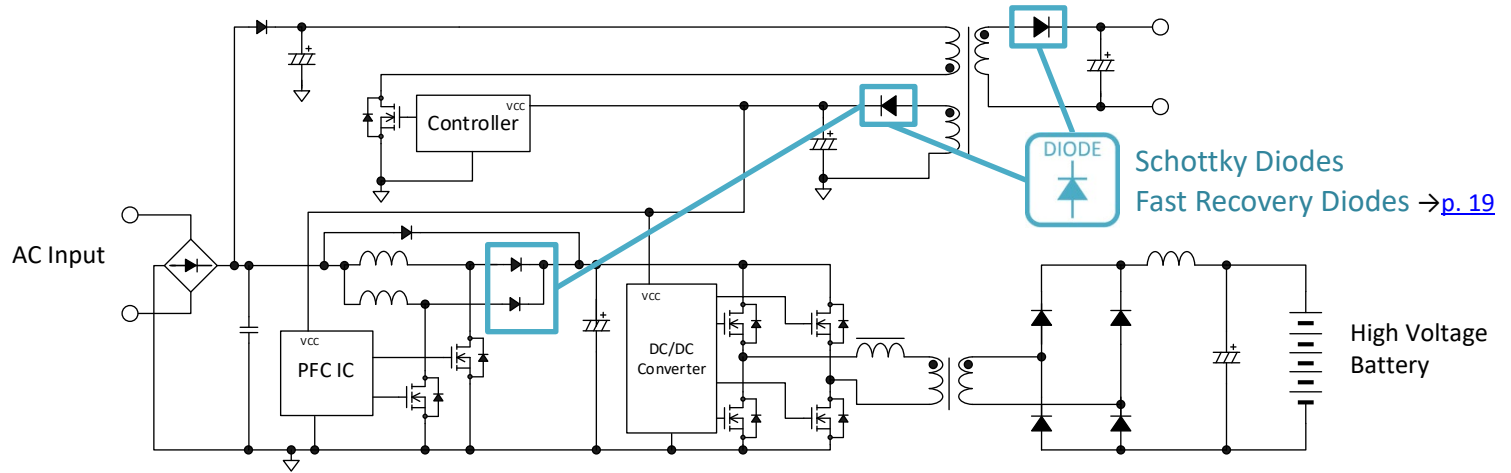 VCC
Controller
DIODE
Schottky Diodes
Fast Recovery Diodes →p. 19
AC Input
VCC
PFC IC
VCC
DC/DC
Converter
High Voltage
Battery
+
+
+
+
+